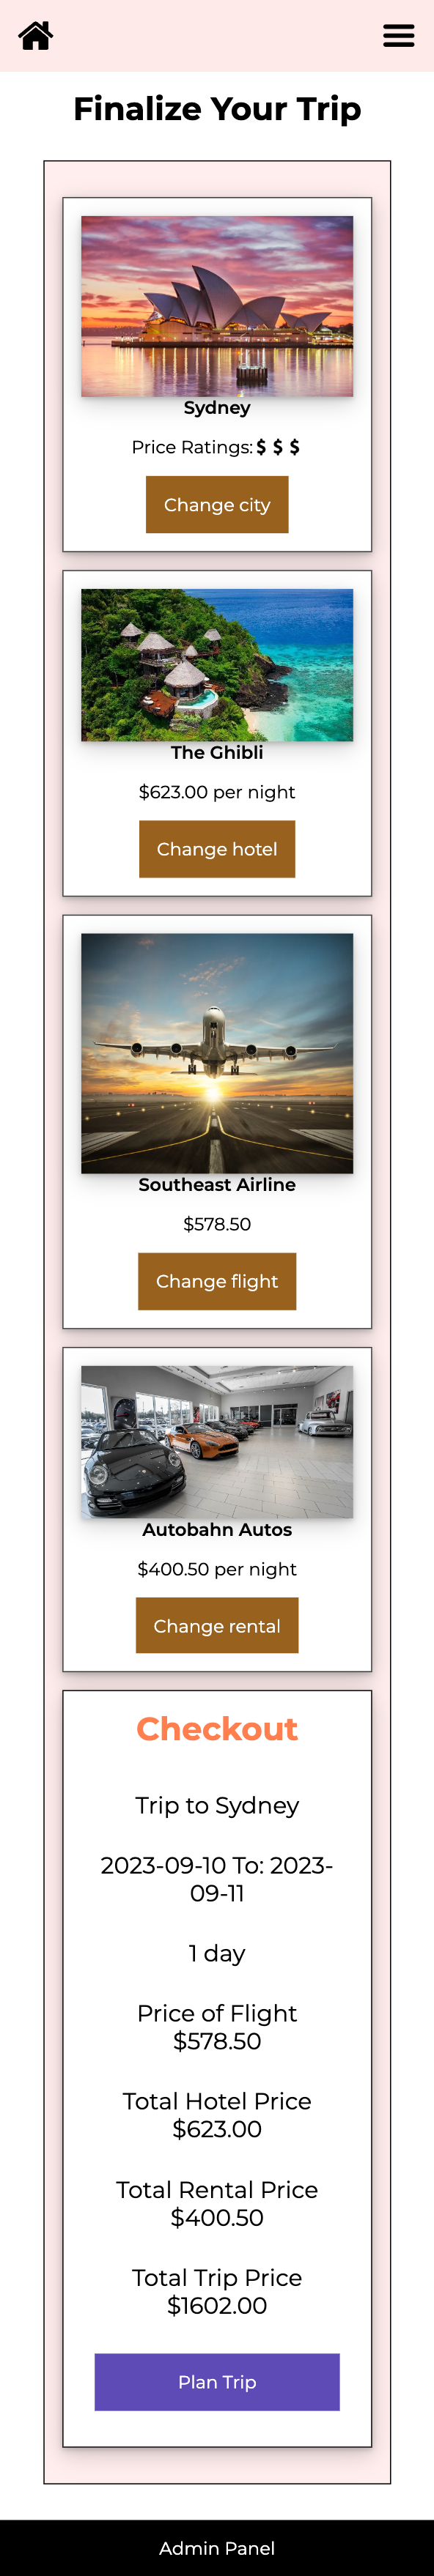 Finalize Your Trip
Sydney
Price Ratings: $ $ $
Change city
The Ghibli
$623.00 per night
Change hotel
Southeast Airline
$578.50
Change flight
Autobahn Autos
$400.50 per night
Change rental
Checkout
Trip to Sydney
2023-09-10 To: 2023-
09-11
1 day
Price of Flight
$578.50
Total Hotel Price
$623.00
Total Rental Price
$400.50
Total Trip Price
$1602.00
Plan Trip
Admin Panel